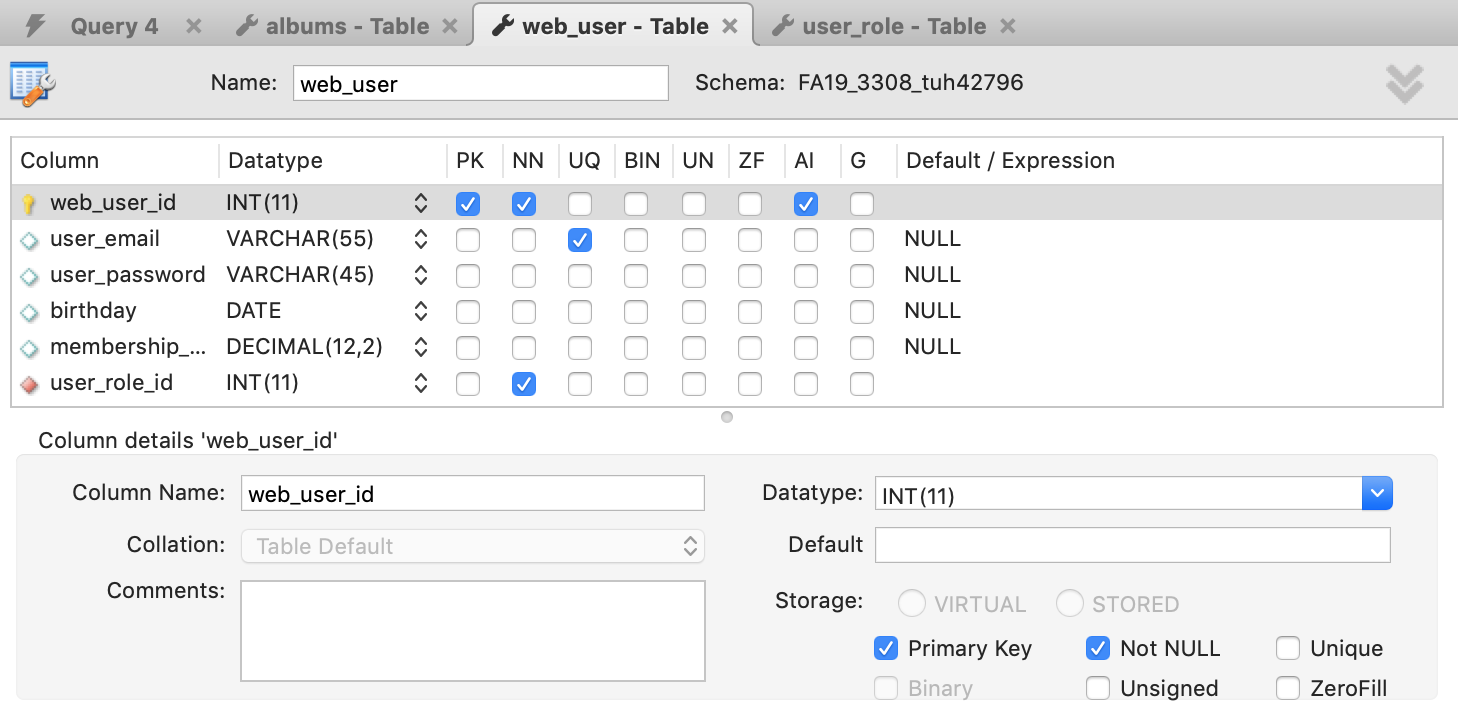 Query 4 albums - Table web_user - Table user_role - Table
Name: web_user Schema: FA19_3308_tuh42796
Column Datatype PK NN UQ BIN UN ZF AI G Default / Expression
web_user_id INT(11)
user_email VARCHAR(55) NULL
user_password VARCHAR(45) NULL
birthday DATE NULL
membership_... DECIMAL(12,2) NULL
user_role_id INT(11)
Column details 'web_user_id'
Column Name: web_user_id Datatype: INT(11)
Collation: Table Default Default
Comments:
Storage: VIRTUAL STORED
Primary Key Not NULL Unique
Binary Unsigned ZeroFill